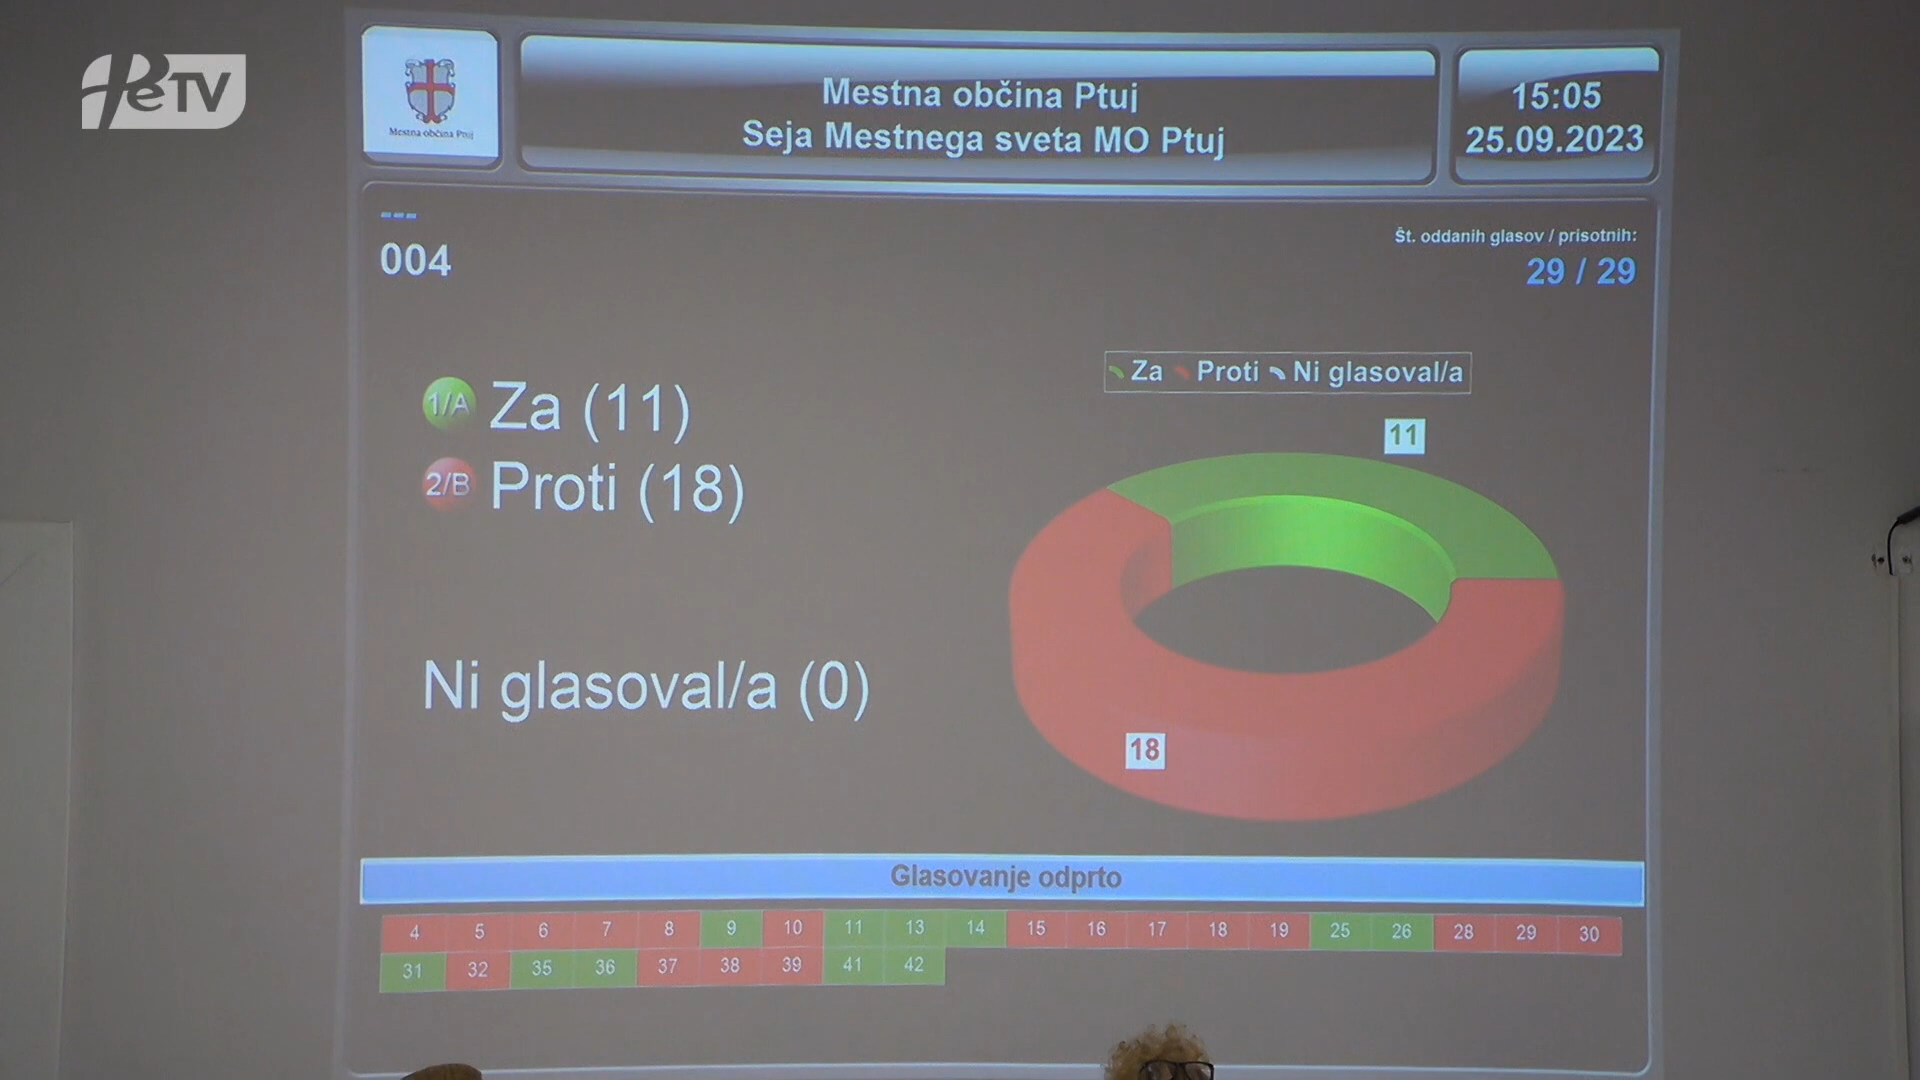 PeTV
Mestna občina Ptuj
Mestna občina Ptuj
Seja Mestnega sveta MO Ptuj
15:05
25.09.2023
---
004
Št. oddanih glasov / prisotnih:
29 / 29
1/A Za (11)
2/B Proti (18)
Ni glasoval/a (0)
Za Proti Ni glasoval/a
11
18
Glasovanje odprto
4 5 6 7 8 9 10 11 13 14 15 16 17 18 19 25 26 28 29 30
31 32 35 36 37 38 39 41 42